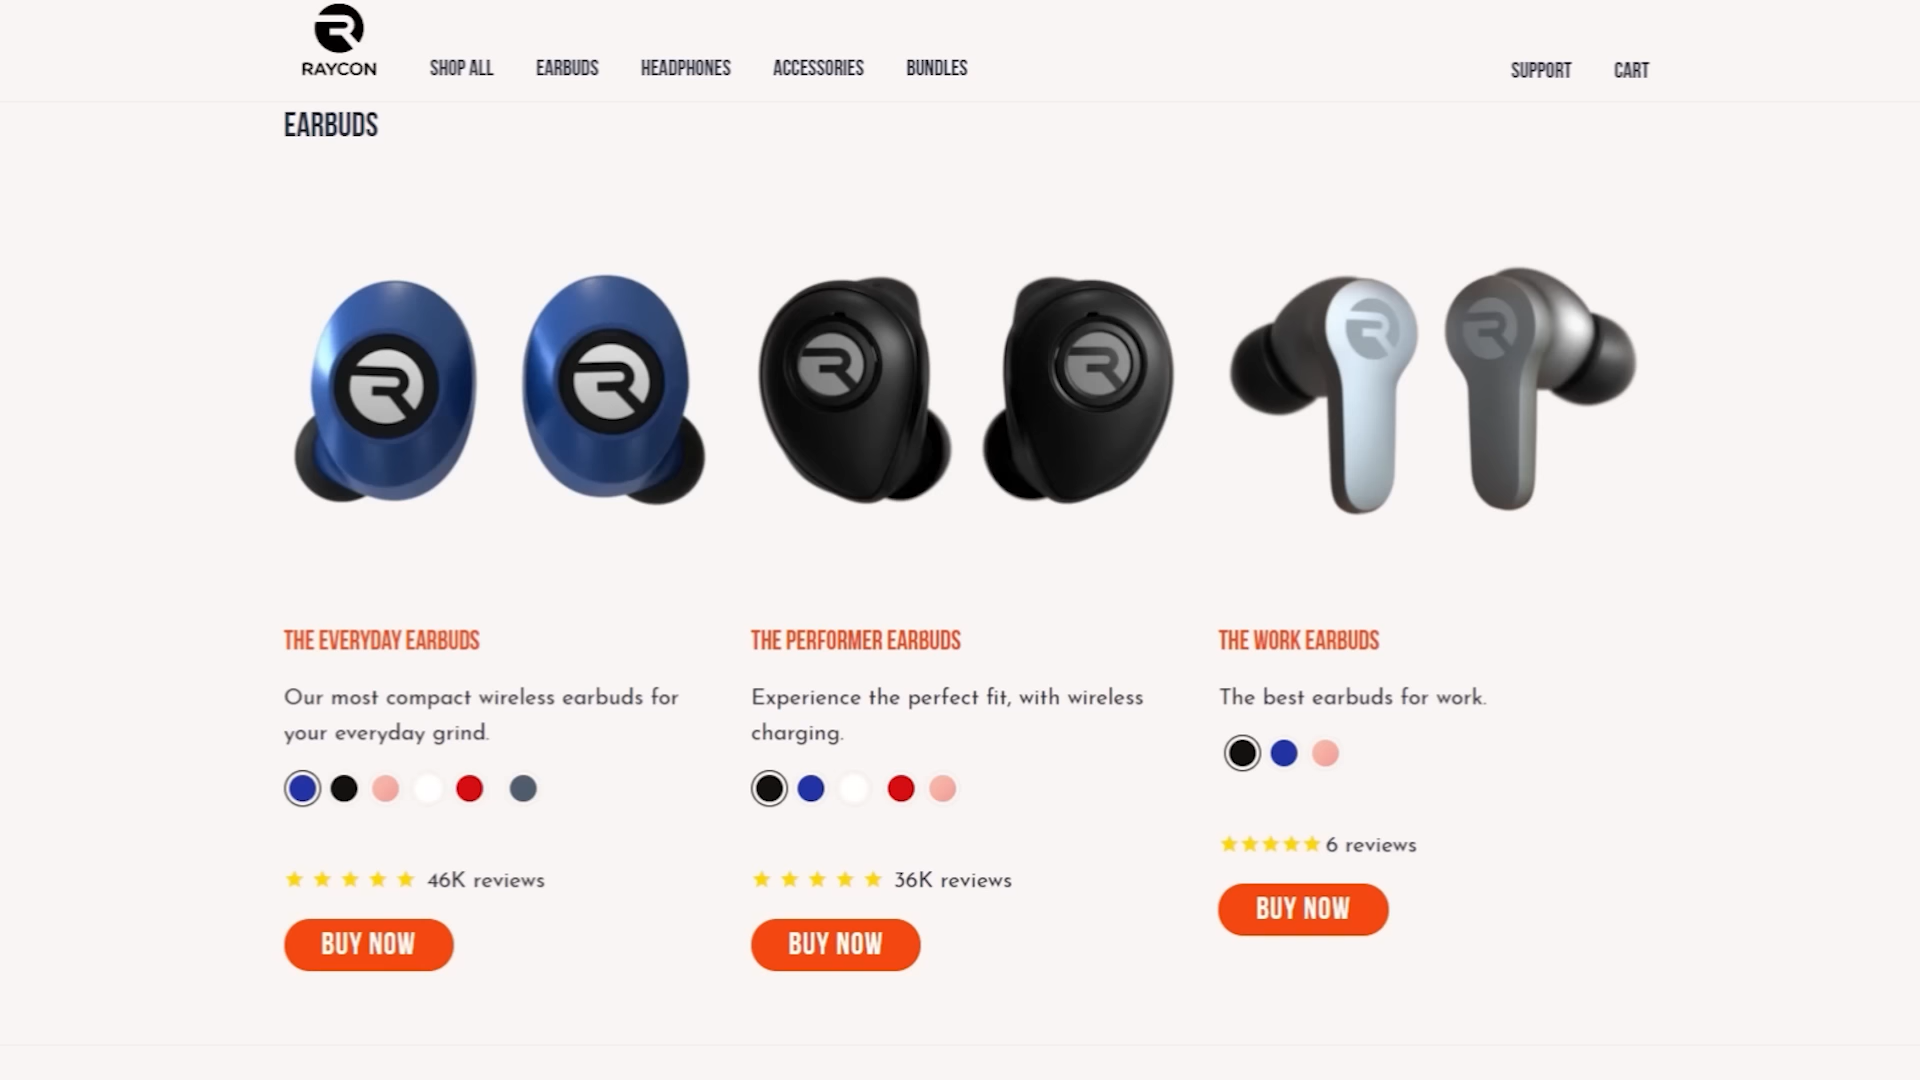 RAYCON
SHOP ALL
EARBUDS
HEADPHONES
ACCESSORIES
BUNDLES
SUPPORT
CART
EARBUDS
THE EVERYDAY EARBUDS
Our most compact wireless earbuds for
your everyday grind.
46K reviews
BUY NOW
THE PERFORMER EARBUDS
Experience the perfect fit, with wireless
charging.
36K reviews
BUY NOW
THE WORK EARBUDS
The best earbuds for work.
6 reviews
BUY NOW